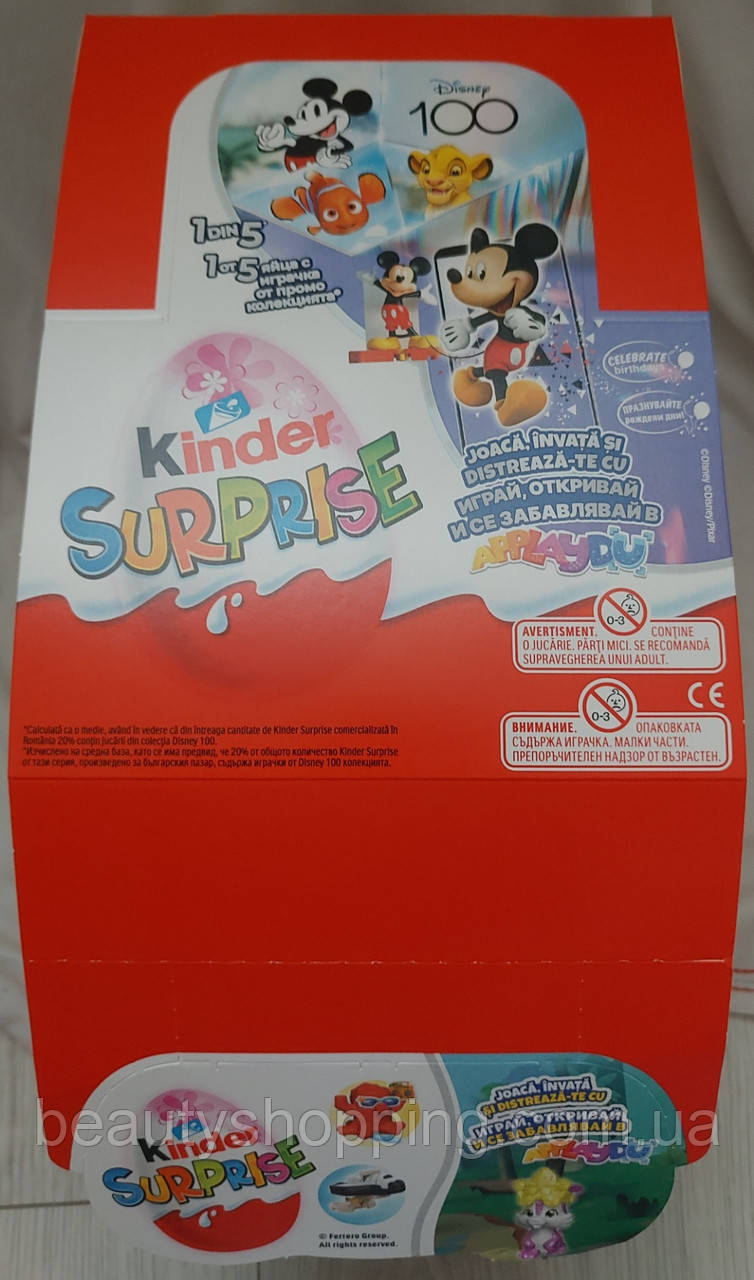 Disney
100
1 DIN 5*
1 от 5 яйца с
играчка
от промо
колекцията*
CELEBRATE
birthdays!
ПРАЗНУВАЙТЕ
рождени дни!
kinder
SURPRISE
JOACĂ, ÎNVAȚĂ ȘI
DISTREAZĂ-TE CU
ИГРАЙ, ОТКРИВАЙ
И СЕ ЗАБАВЛЯВАЙ В
APPLAYDU
©Disney ©Disney/Pixar
0-3
AVERTISMENT. CONȚINE
O JUCĂRIE. PĂRȚI MICI. SE RECOMANDĂ
SUPRAVEGHEREA UNUI ADULT.
CE
0-3
ВНИМАНИЕ. ОПАКОВКАТА
СЪДЪРЖА ИГРАЧКА. МАЛКИ ЧАСТИ.
ПРЕПОРЪЧИТЕЛЕН НАДЗОР ОТ ВЪЗРАСТЕН.
*Calculată ca o medie, având în vedere că din întreaga cantitate de Kinder Surprise comercializată în
România 20% conțin jucării din colecția Disney 100.
*Изчислено на средна база, като се има предвид, че 20% от общото количество Kinder Surprise
от тази серия, произведено за българския пазар, съдържа играчки от Disney 100 колекцията.
kinder
SURPRISE
JOACĂ, ÎNVAȚĂ
ȘI DISTREAZĂ-TE CU
ИГРАЙ, ОТКРИВАЙ
И СЕ ЗАБАВЛЯВАЙ В
APPLAYDU
© Ferrero Group.
All rights reserved.
beautyshopping.com.ua